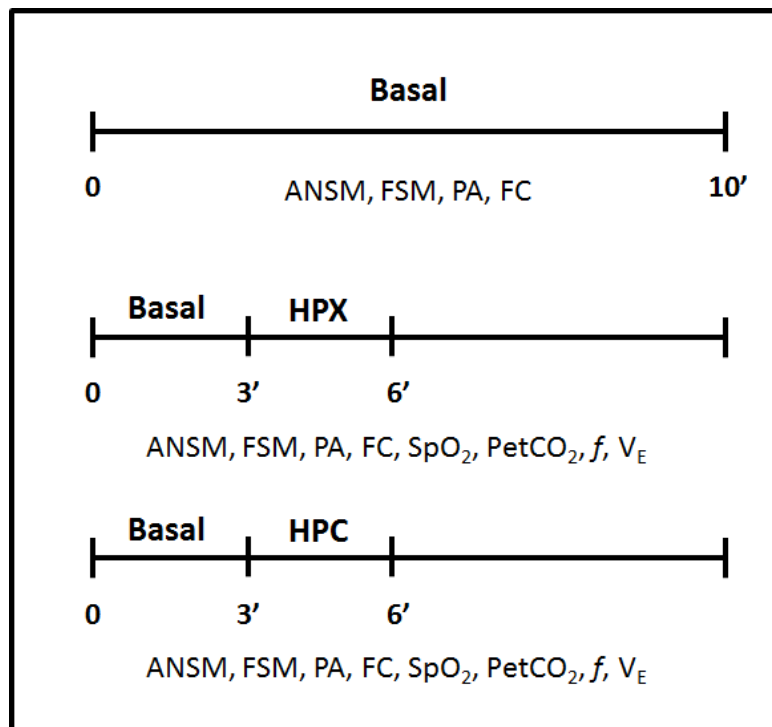 Basal
0 ANSM, FSM, PA, FC 10’
Basal HPX
0 3’ 6’
ANSM, FSM, PA, FC, SpO₂, PetCO₂, f, VE
Basal HPC
0 3’ 6’
ANSM, FSM, PA, FC, SpO₂, PetCO₂, f, VE